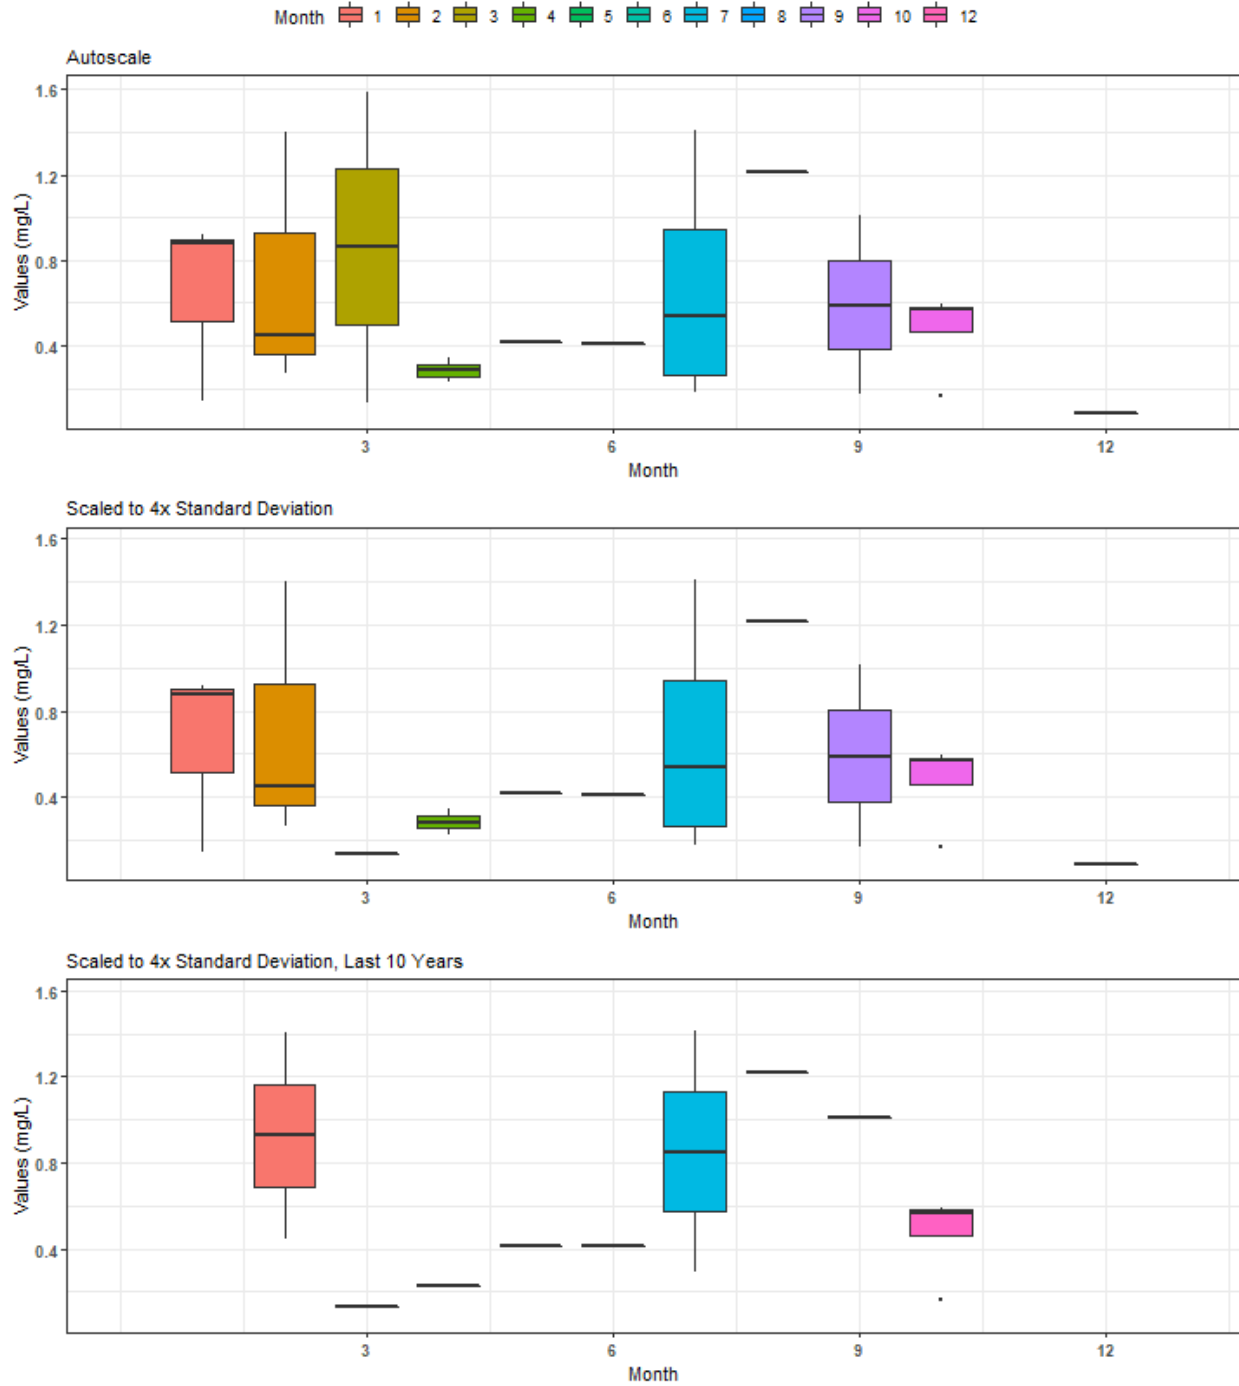 Month 1 2 3 4 5 6 7 8 9 10 12
Autoscale
1.6
1.2
0.8
0.4
Values (mg/L)
3 6 9 12
Month
Scaled to 4x Standard Deviation
1.6
1.2
0.8
0.4
Values (mg/L)
3 6 9 12
Month
Scaled to 4x Standard Deviation, Last 10 Years
1.6
1.2
0.8
0.4
Values (mg/L)
3 6 9 12
Month